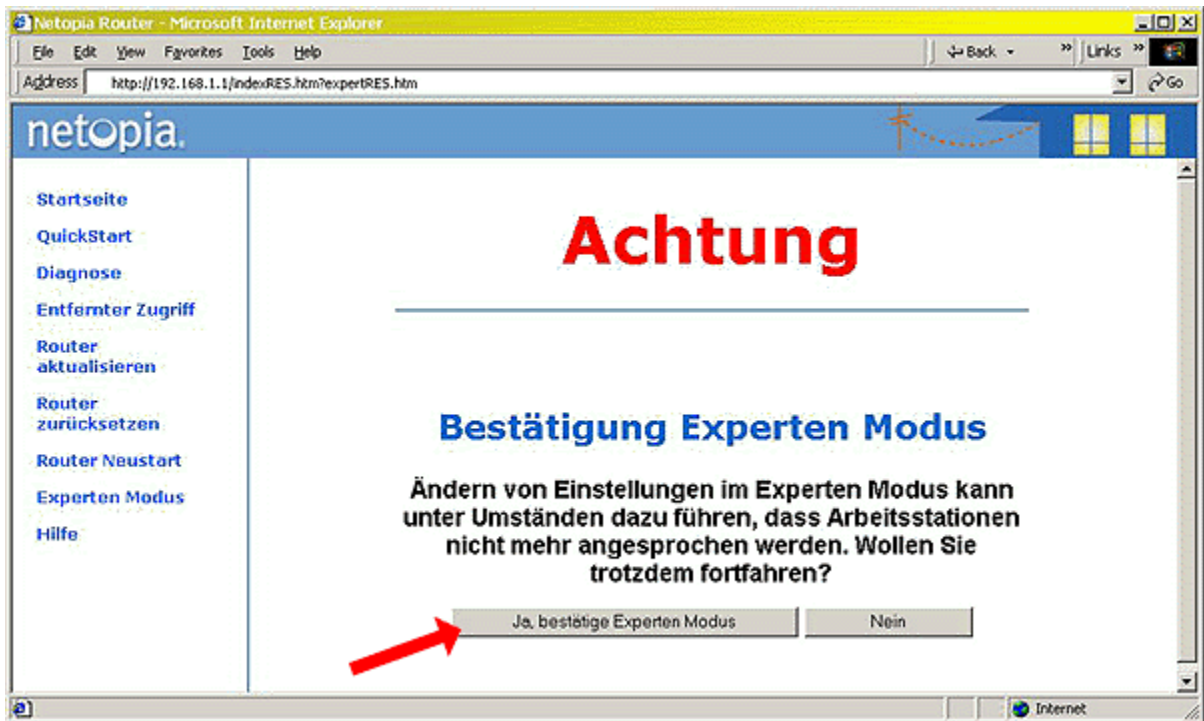 Netopia Router - Microsoft Internet Explorer
File Edit View Favorites Tools Help Back » Links »
Address http://192.168.1.1/indexRES.htm?expertRES.htm Go
netopia.
Startseite
QuickStart
Diagnose
Entfernter Zugriff
Router
aktualisieren
Router
zurücksetzen
Router Neustart
Experten Modus
Hilfe
Achtung
Bestätigung Experten Modus
Ändern von Einstellungen im Experten Modus kann
unter Umständen dazu führen, dass Arbeitsstationen
nicht mehr angesprochen werden. Wollen Sie
trotzdem fortfahren?
Ja, bestätige Experten Modus Nein
Internet